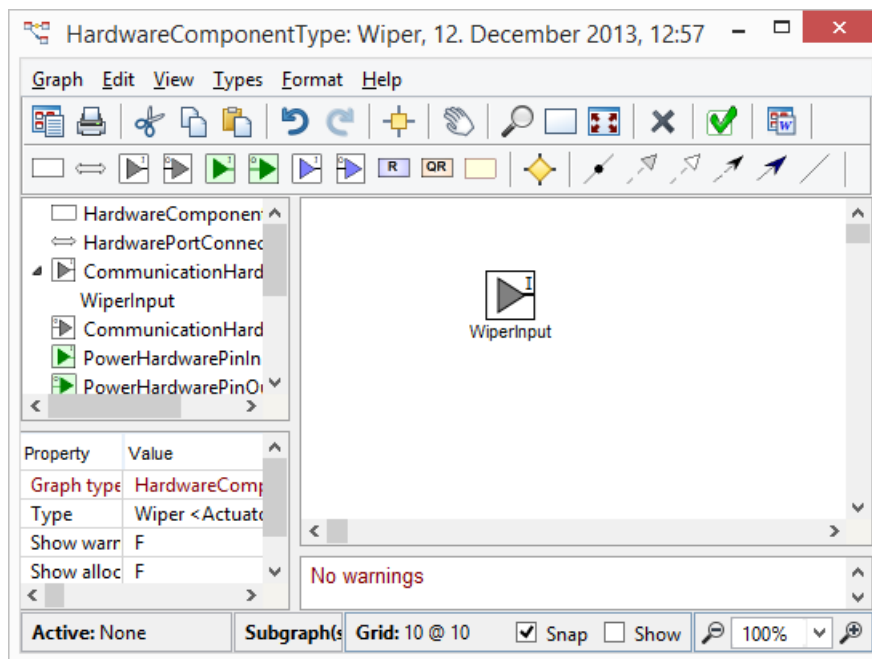 HardwareComponentType: Wiper, 12. December 2013, 12:57
Graph Edit View Types Format Help
R QR
HardwareComponen
HardwarePortConnec
CommunicationHard
WiperInput
CommunicationHard
PowerHardwarePinIn
PowerHardwarePinO
I
WiperInput
Property Value
Graph type HardwareComp
Type Wiper <Actuato
Show warr F
Show alloc F
No warnings
Active: None Subgraph(s Grid: 10 @ 10 Snap Show 100%